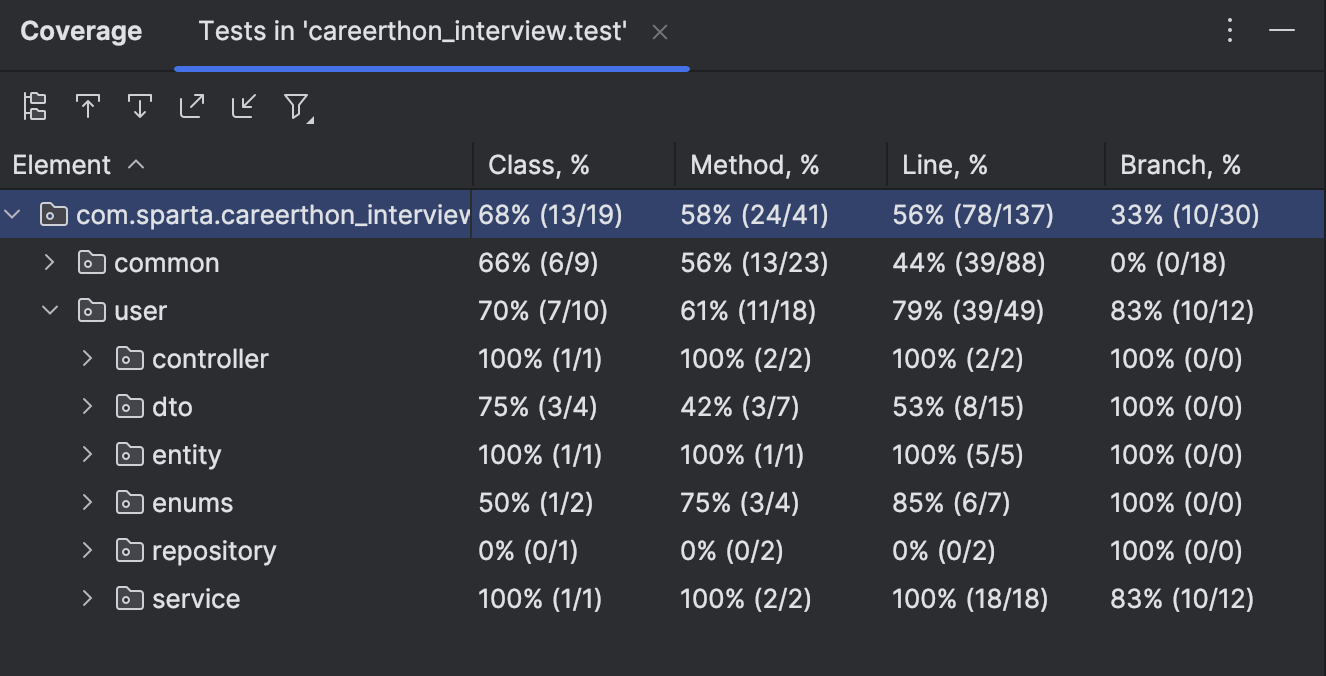 Coverage Tests in 'careerthon_interview.test'
Element Class, % Method, % Line, % Branch, %
com.sparta.careerthon_interview 68% (13/19) 58% (24/41) 56% (78/137) 33% (10/30)
common 66% (6/9) 56% (13/23) 44% (39/88) 0% (0/18)
user 70% (7/10) 61% (11/18) 79% (39/49) 83% (10/12)
controller 100% (1/1) 100% (2/2) 100% (2/2) 100% (0/0)
dto 75% (3/4) 42% (3/7) 53% (8/15) 100% (0/0)
entity 100% (1/1) 100% (1/1) 100% (5/5) 100% (0/0)
enums 50% (1/2) 75% (3/4) 85% (6/7) 100% (0/0)
repository 0% (0/1) 0% (0/2) 0% (0/2) 100% (0/0)
service 100% (1/1) 100% (2/2) 100% (18/18) 83% (10/12)